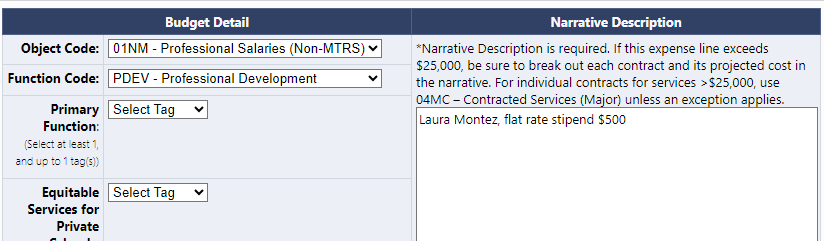 Budget Detail
Narrative Description
Object Code:
01NM - Professional Salaries (Non-MTRS)
Function Code:
PDEV - Professional Development
Primary
Function:
(Select at least 1,
and up to 1 tag(s))
Select Tag
Equitable
Services for
Private
Select Tag
*Narrative Description is required. If this expense line exceeds
$25,000, be sure to break out each contract and its projected cost in
the narrative. For individual contracts for services >$25,000, use
04MC – Contracted Services (Major) unless an exception applies.
Laura Montez, flat rate stipend $500